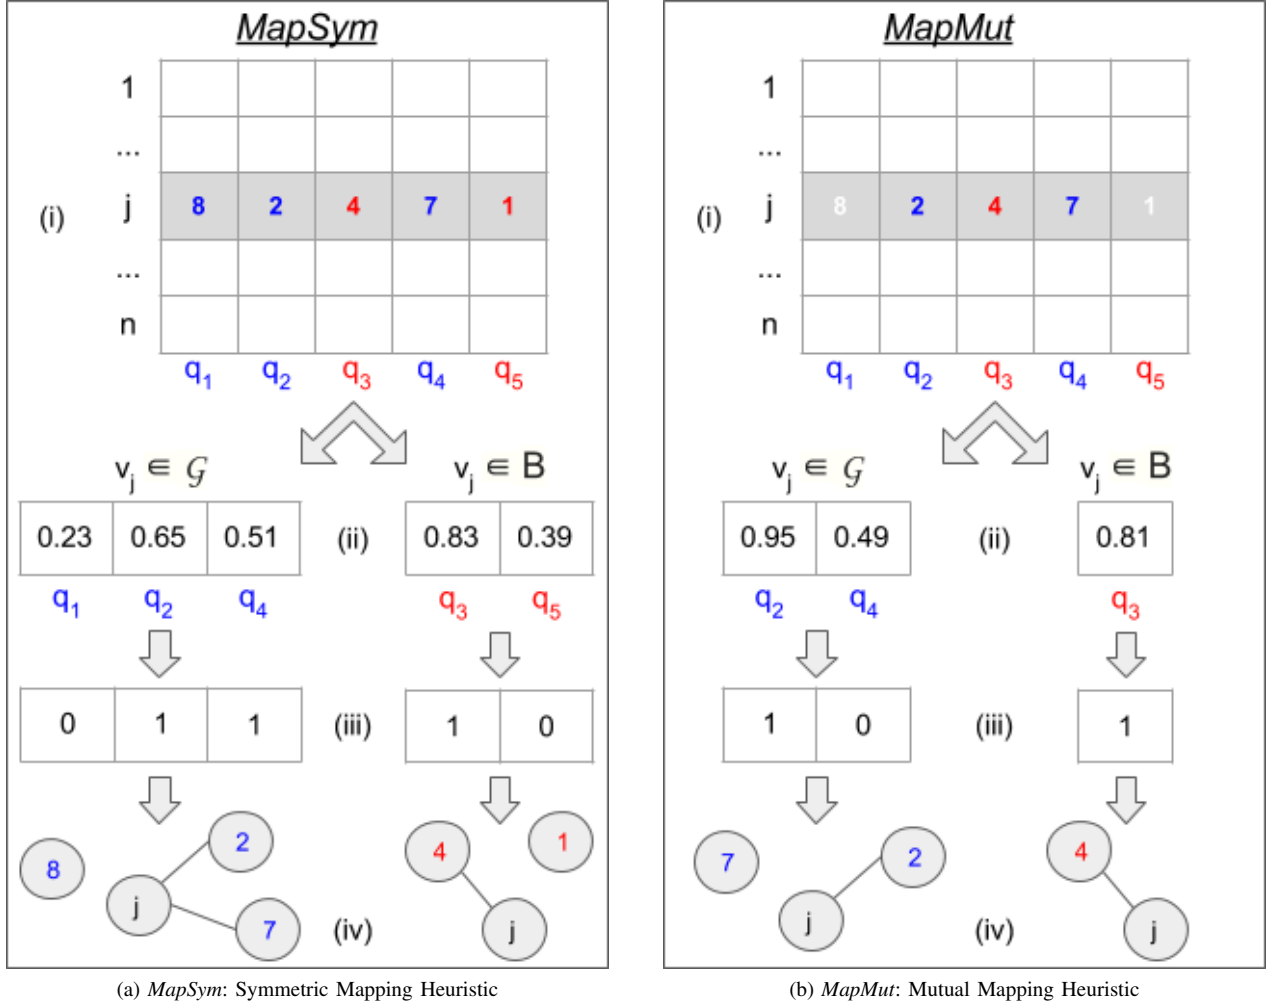 MapSym
1
...
(i) j 8 2 4 7 1
...
n
q1 q2 q3 q4 q5
vj ∈ 𝒢 vj ∈ B
0.23 0.65 0.51 (ii) 0.83 0.39
q1 q2 q4 q3 q5
0 1 1 (iii) 1 0
8 j 2 7 (iv) 4 1 j
(a) MapSym: Symmetric Mapping Heuristic
MapMut
1
...
(i) j 8 2 4 7 1
...
n
q1 q2 q3 q4 q5
vj ∈ 𝒢 vj ∈ B
0.95 0.49 (ii) 0.81
q2 q4 q3
1 0 (iii) 1
7 j 2 (iv) 4 j
(b) MapMut: Mutual Mapping Heuristic